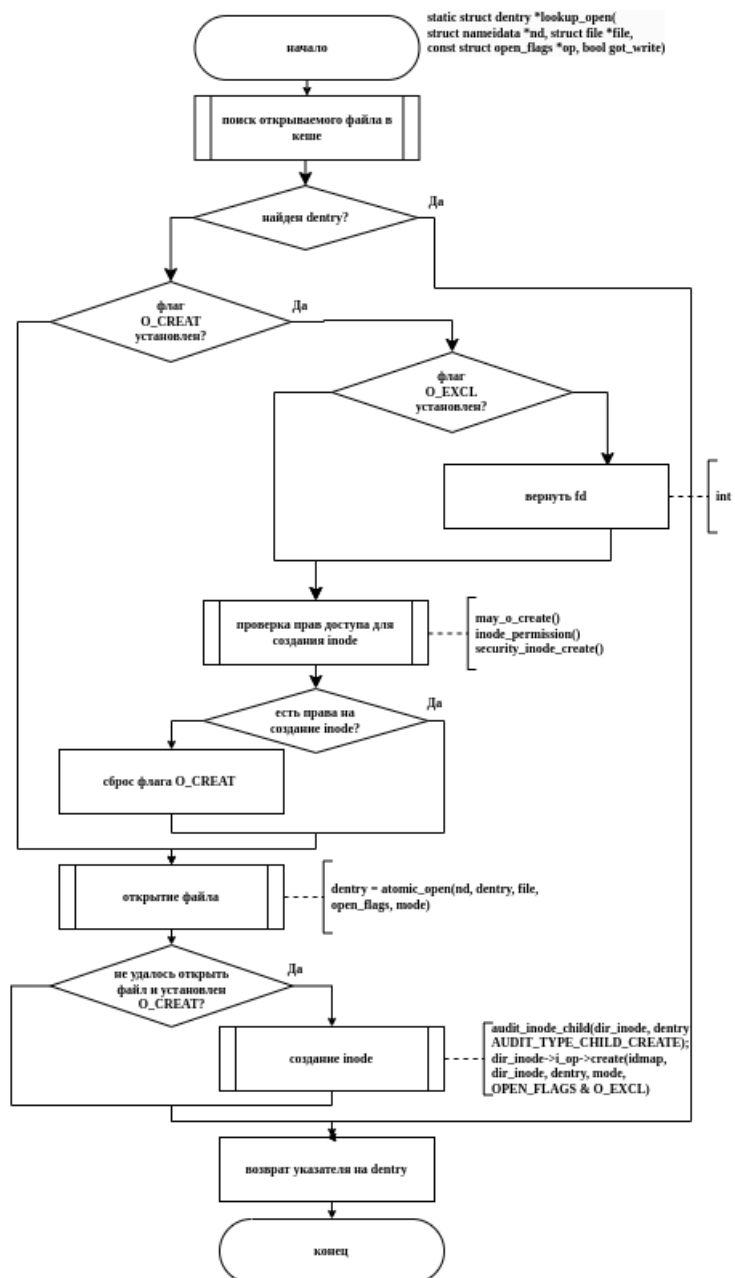 static struct dentry *lookup_open(
struct nameidata *nd, struct file *file,
const struct open_flags *op, bool got_write)
начало
поиск открываемого файла в
кеше
Да
найден dentry?
флаг
O_CREAT
установлен?
Да
флаг
O_EXCL
установлен?
вернуть fd
int
проверка прав доступа для
создания inode
may_o_create()
inode_permission()
security_inode_create()
есть права на
создание inode?
Да
сброс флага O_CREAT
открытие файла
dentry = atomic_open(nd, dentry, file,
open_flags, mode)
не удалось открыть
файл и установлен
O_CREAT?
Да
создание inode
audit_inode_child(dir_inode, dentry
AUDIT_TYPE_CHILD_CREATE);
dir_inode->i_op->create(idmap,
dir_inode, dentry, mode,
OPEN_FLAGS & O_EXCL)
возврат указателя на dentry
конец